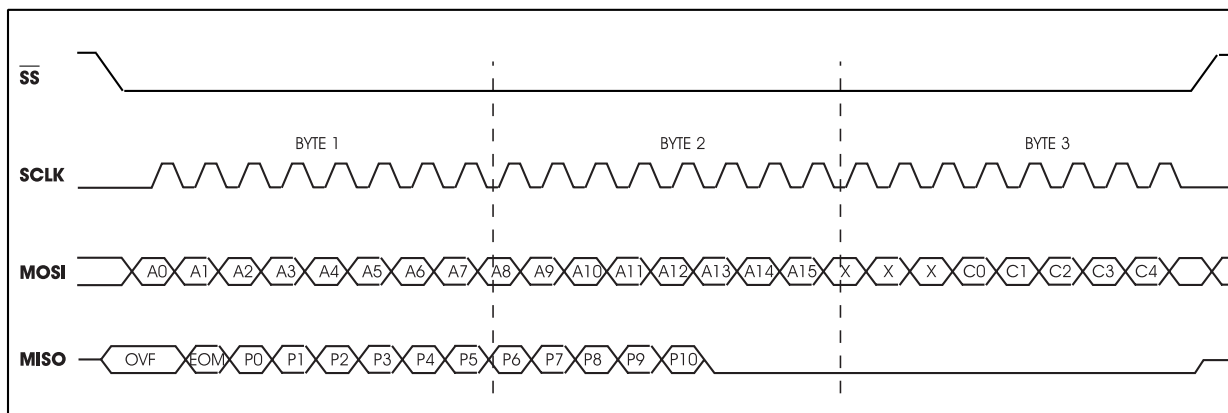 SS
BYTE 1 BYTE 2 BYTE 3
SCLK
MOSI A0 A1 A2 A3 A4 A5 A6 A7 A8 A9 A10 A11 A12 A13 A14 A15 X X X C0 C1 C2 C3 C4
MISO OVF EOM P0 P1 P2 P3 P4 P5 P6 P7 P8 P9 P10